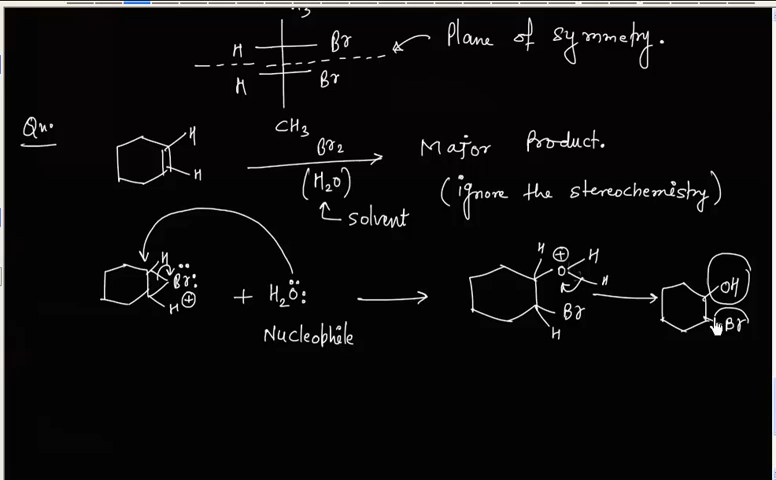 H3
H Br
H Br
Plane of symmetry.
CH3
Qn.
H
H
Br2
(H2O)
solvent
Major Product.
(ignore the stereochemistry)
H
Br:
H ⊕
+ H2O:
Nucleophile
H ⊕ H
O
H
Br
H
OH
Br